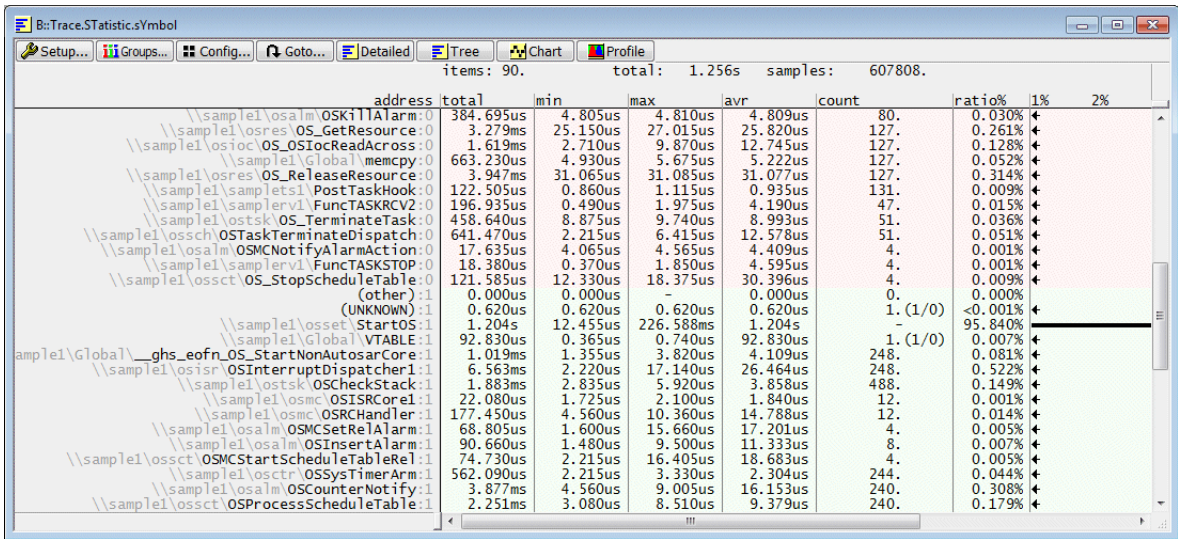 B::Trace.STatistic.sYmbol
Setup... Groups... Config... Goto... Detailed Tree Chart Profile
items: 90. total: 1.256s samples: 607808.
address total min max avr count ratio% 1% 2%
\\sample1\osalm\OSKillAlarm:0 384.695us 4.805us 4.810us 4.809us 80. 0.030%
\\sample1\osres\OS_GetResource:0 3.279ms 25.150us 27.015us 25.820us 127. 0.261%
\\sample1\osioc\OS_OSIocReadAcross:0 1.619ms 2.710us 9.870us 12.745us 127. 0.128%
\\sample1\Global\memcpy:0 663.230us 4.930us 5.675us 5.222us 127. 0.052%
\\sample1\osres\OS_ReleaseResource:0 3.947ms 31.065us 31.085us 31.077us 127. 0.314%
\\sample1\samplets1\PostTaskHook:0 122.505us 0.860us 1.115us 0.935us 131. 0.009%
\\sample1\samplerv1\FuncTASKRCV2:0 196.935us 0.490us 1.975us 4.190us 47. 0.015%
\\sample1\ostsk\OS_TerminateTask:0 458.640us 8.875us 9.740us 8.993us 51. 0.036%
\\sample1\ossch\OSTaskTerminateDispatch:0 641.470us 2.215us 6.415us 12.578us 51. 0.051%
\\sample1\osalm\OSMCNotifyAlarmAction:0 17.635us 4.065us 4.565us 4.409us 4. 0.001%
\\sample1\samplerv1\FuncTASKSTOP:0 18.380us 0.370us 1.850us 4.595us 4. 0.001%
\\sample1\ossct\OS_StopScheduleTable:0 121.585us 12.330us 18.375us 30.396us 4. 0.009%
(other):1 0.000us 0.000us - 0.000us 0. 0.000%
(UNKNOWN):1 0.620us 0.620us 0.620us 0.620us 1. (1/0) <0.001%
\\sample1\osset\StartOS:1 1.204s 12.455us 226.588ms 1.204s - 95.840%
\\sample1\Global\VTABLE:1 92.830us 0.365us 0.740us 92.830us 1. (1/0) 0.007%
ample1\Global\__ghs_eofn_OS_StartNonAutosarCore:1 1.019ms 1.355us 3.820us 4.109us 248. 0.081%
\\sample1\osisr\OSInterruptDispatcher1:1 6.563ms 2.220us 17.140us 26.464us 248. 0.522%
\\sample1\ostsk\OSCheckStack:1 1.883ms 2.835us 5.920us 3.858us 488. 0.149%
\\sample1\osmc\OSISRCore1:1 22.080us 1.725us 2.100us 1.840us 12. 0.001%
\\sample1\osmc\OSRCHandler:1 177.450us 4.560us 10.360us 14.788us 12. 0.014%
\\sample1\osalm\OSMCSetRelAlarm:1 68.805us 1.600us 15.660us 17.201us 4. 0.005%
\\sample1\osalm\OSInsertAlarm:1 90.660us 1.480us 9.500us 11.333us 8. 0.007%
\\sample1\ossct\OSMCStartScheduleTableRel:1 74.730us 2.215us 16.405us 18.683us 4. 0.005%
\\sample1\osctr\OSSysTimerArm:1 562.090us 2.215us 3.330us 2.304us 244. 0.044%
\\sample1\osalm\OSCounterNotify:1 3.877ms 4.560us 9.005us 16.153us 240. 0.308%
\\sample1\ossct\OSProcessScheduleTable:1 2.251ms 3.080us 8.510us 9.379us 240. 0.179%